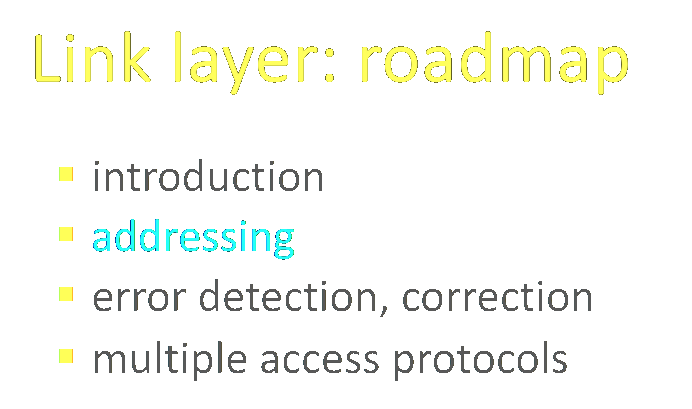 Link layer: roadmap
introduction
addressing
error detection, correction
multiple access protocols